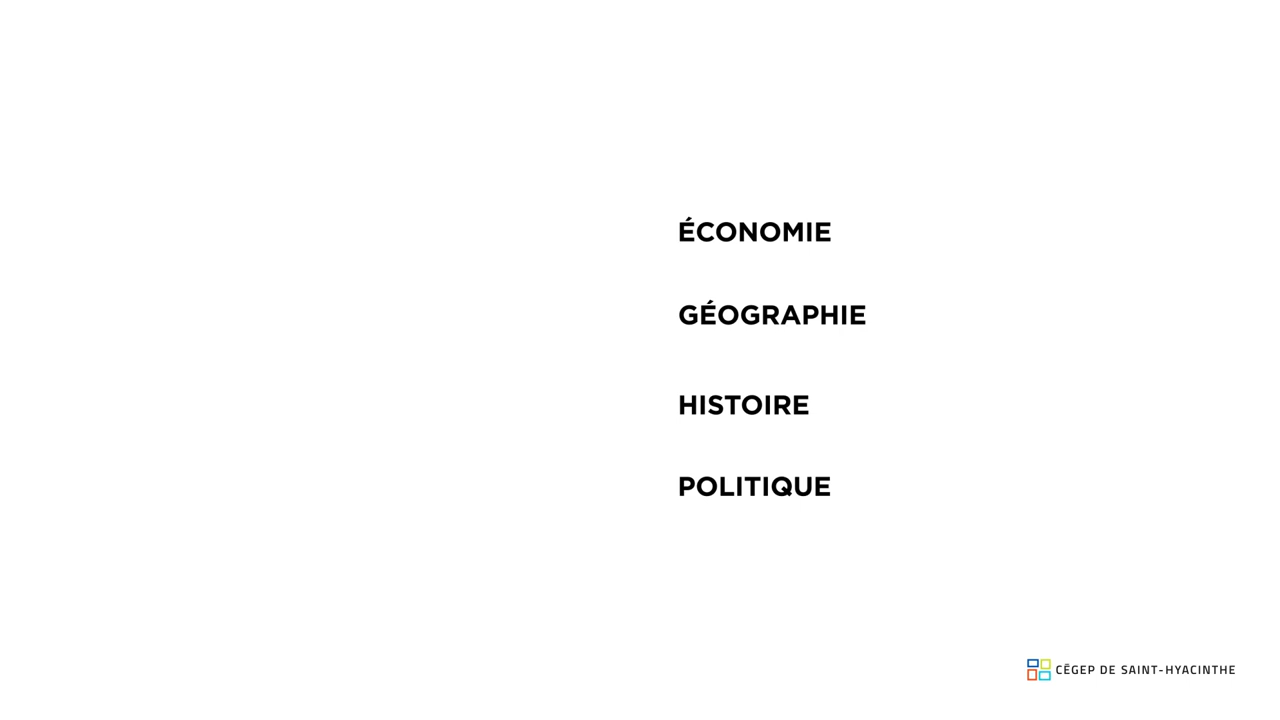 ÉCONOMIE
GÉOGRAPHIE
HISTOIRE
POLITIQUE
CÉGEP DE SAINT-HYACINTHE